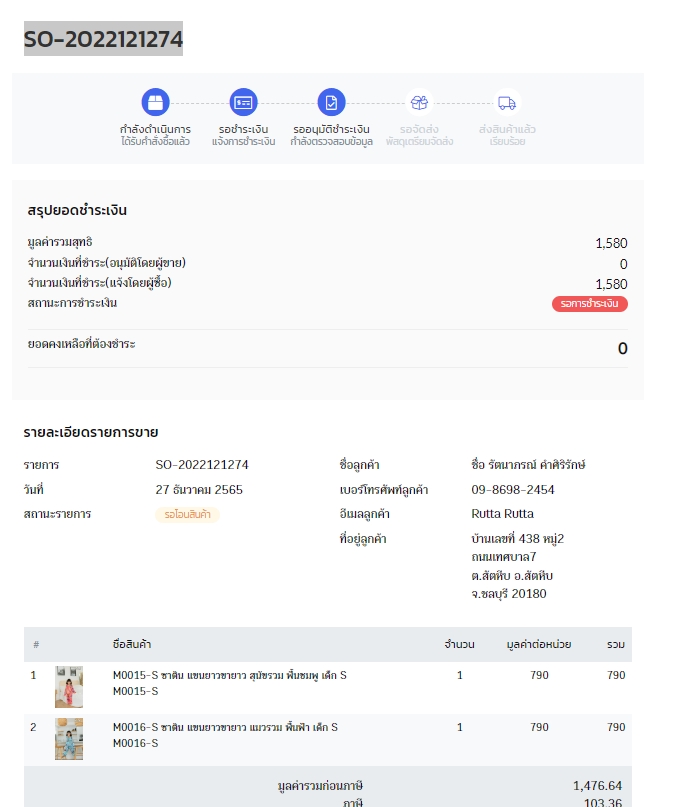 SO-2022121274
กำลังดำเนินการ รอชำระเงิน รออนุมัติชำระเงิน รอจัดส่ง ส่งสินค้าแล้ว
ได้รับคำสั่งซื้อแล้ว แจ้งการชำระเงิน กำลังตรวจสอบข้อมูล พัสดุเตรียมจัดส่ง เรียบร้อย
สรุปยอดชำระเงิน
มูลค่ารวมสุทธิ 1,580
จำนวนเงินที่ชำระ(อนุมัติโดยผู้ขาย) 0
จำนวนเงินที่ชำระ(แจ้งโดยผู้ซื้อ) 1,580
สถานะการชำระเงิน รอการชำระเงิน
ยอดคงเหลือที่ต้องชำระ 0
รายละเอียดรายการขาย
รายการ SO-2022121274 ชื่อลูกค้า ชื่อ รัตนาภรณ์ คำศิริรักษ์
วันที่ 27 ธันวาคม 2565 เบอร์โทรศัพท์ลูกค้า 09-8698-2454
สถานะรายการ รอโอนสินค้า อีเมลลูกค้า Rutta Rutta
ที่อยู่ลูกค้า บ้านเลขที่ 438 หมู่2
ถนนเทศบาล7
ต.สัตหีบ อ.สัตหีบ
จ.ชลบุรี 20180
# ชื่อสินค้า จำนวน มูลค่าต่อหน่วย รวม
1 M0015-S ซาติน แขนยาวขายาว สุนัขรวม พื้นชมพู เด็ก S 1 790 790
M0015-S
2 M0016-S ซาติน แขนยาวขายาว แมวรวม พื้นฟ้า เด็ก S 1 790 790
M0016-S
มูลค่ารวมก่อนภาษี 1,476.64
ภาษี 103.36